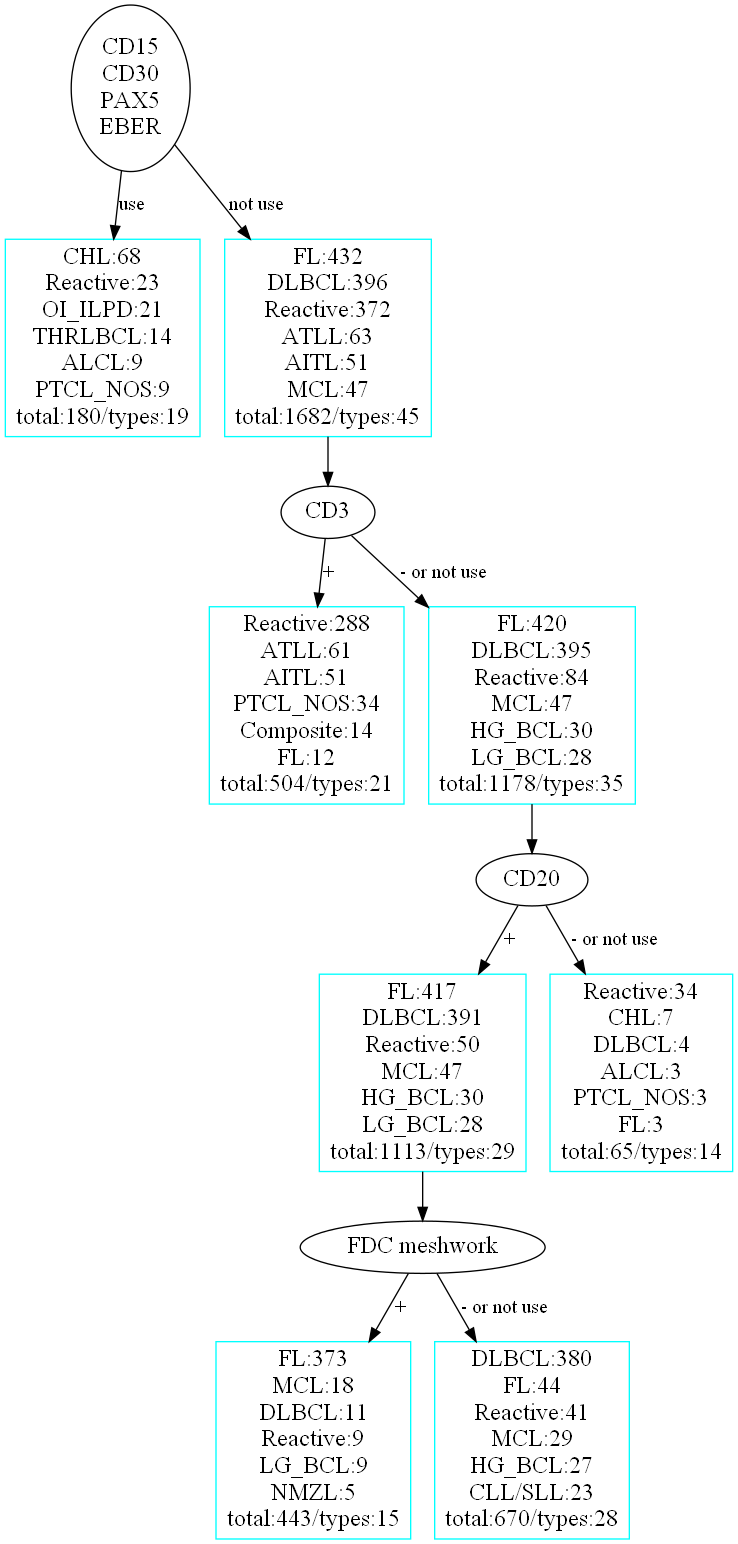 CD15
CD30
PAX5
EBER
use
not use
CHL:68
Reactive:23
OI_ILPD:21
THRLBCL:14
ALCL:9
PTCL_NOS:9
total:180/types:19
FL:432
DLBCL:396
Reactive:372
ATLL:63
AITL:51
MCL:47
total:1682/types:45
CD3
+
- or not use
Reactive:288
ATLL:61
AITL:51
PTCL_NOS:34
Composite:14
FL:12
total:504/types:21
FL:420
DLBCL:395
Reactive:84
MCL:47
HG_BCL:30
LG_BCL:28
total:1178/types:35
CD20
+
- or not use
FL:417
DLBCL:391
Reactive:50
MCL:47
HG_BCL:30
LG_BCL:28
total:1113/types:29
Reactive:34
CHL:7
DLBCL:4
ALCL:3
PTCL_NOS:3
FL:3
total:65/types:14
FDC meshwork
+
- or not use
FL:373
MCL:18
DLBCL:11
Reactive:9
LG_BCL:9
NMZL:5
total:443/types:15
DLBCL:380
FL:44
Reactive:41
MCL:29
HG_BCL:27
CLL/SLL:23
total:670/types:28